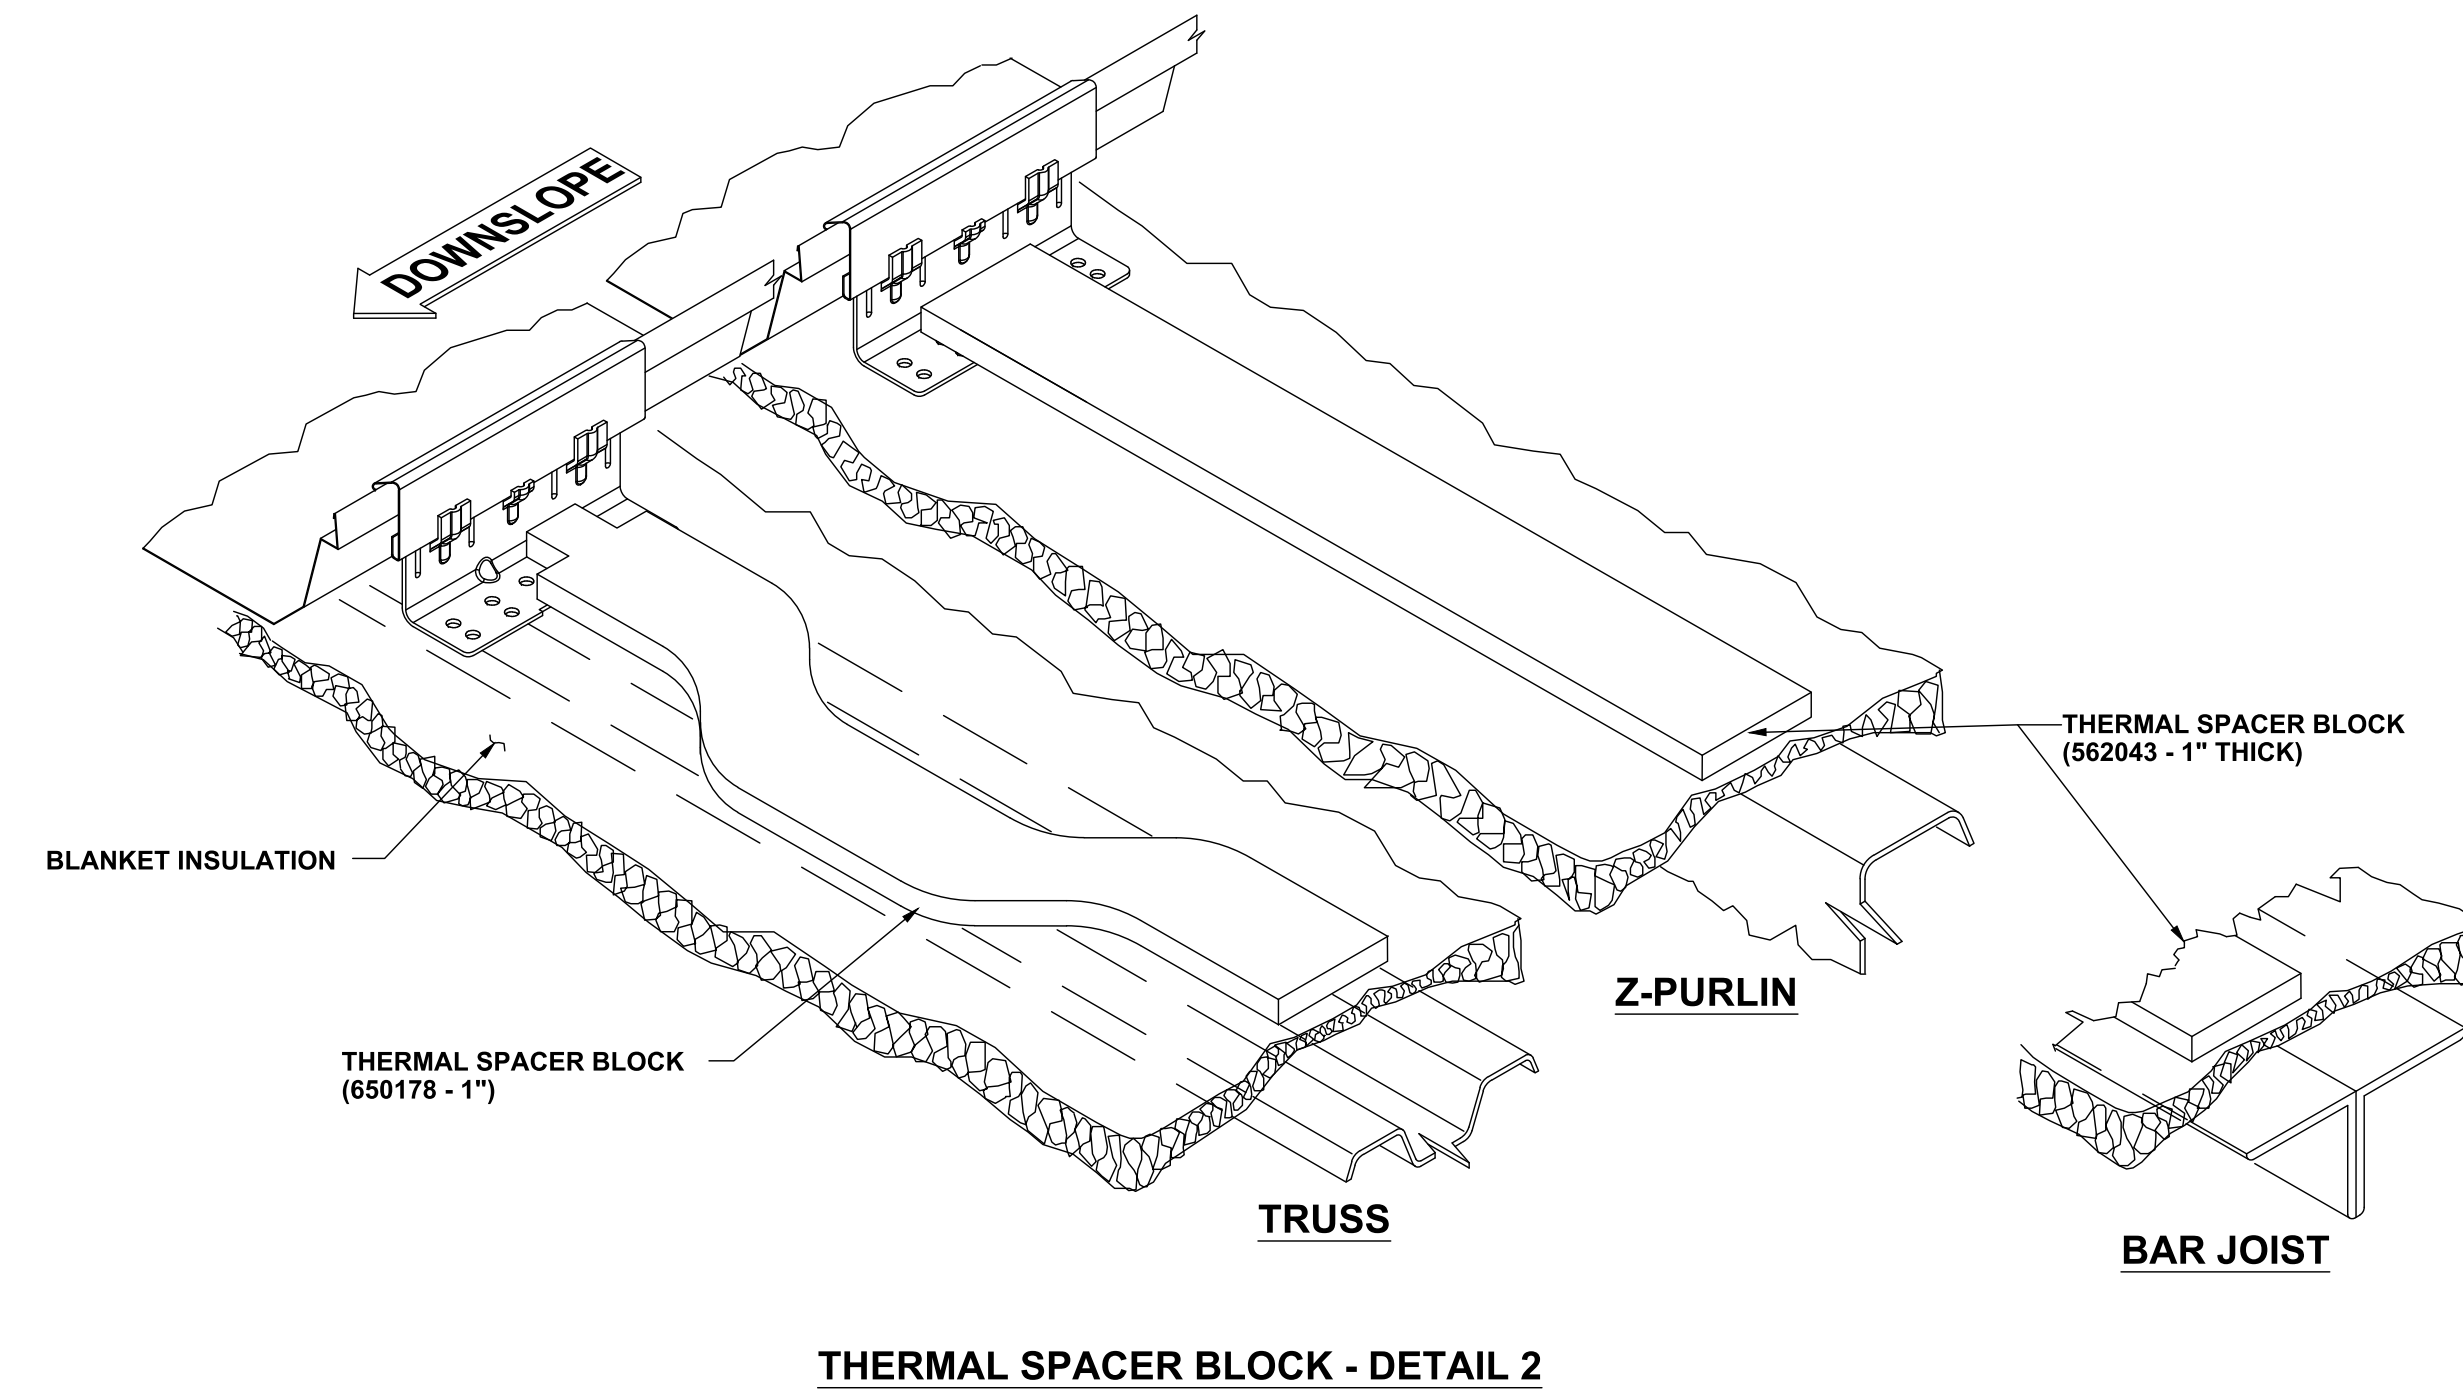 DOWNSLOPE
THERMAL SPACER BLOCK
(562043 - 1" THICK)
BLANKET INSULATION
Z-PURLIN
THERMAL SPACER BLOCK
(650178 - 1")
TRUSS
BAR JOIST
THERMAL SPACER BLOCK - DETAIL 2